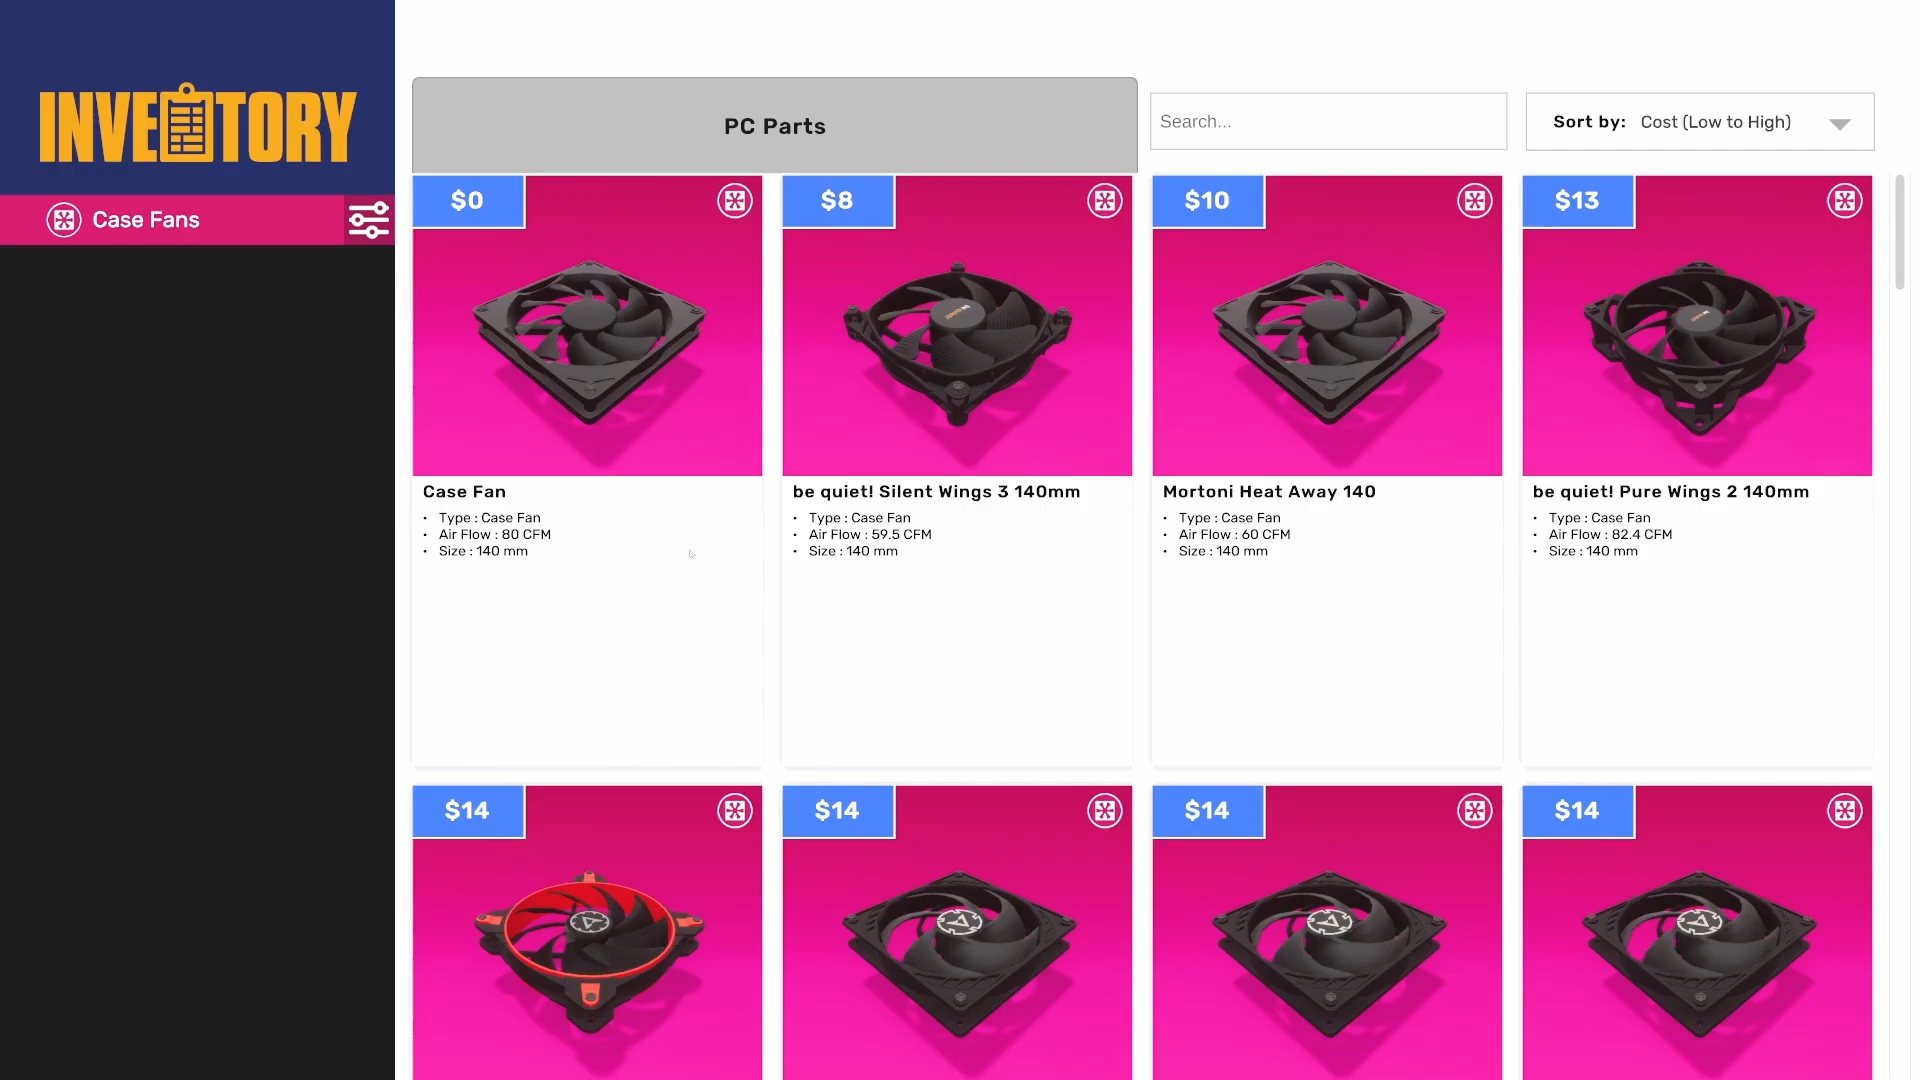 INVENTORY
Case Fans
PC Parts
Search...
Sort by: Cost (Low to High)
$0
Case Fan
• Type : Case Fan
• Air Flow : 80 CFM
• Size : 140 mm
$8
be quiet! Silent Wings 3 140mm
• Type : Case Fan
• Air Flow : 59.5 CFM
• Size : 140 mm
$10
Mortoni Heat Away 140
• Type : Case Fan
• Air Flow : 60 CFM
• Size : 140 mm
$13
be quiet! Pure Wings 2 140mm
• Type : Case Fan
• Air Flow : 82.4 CFM
• Size : 140 mm
$14
$14
$14
$14